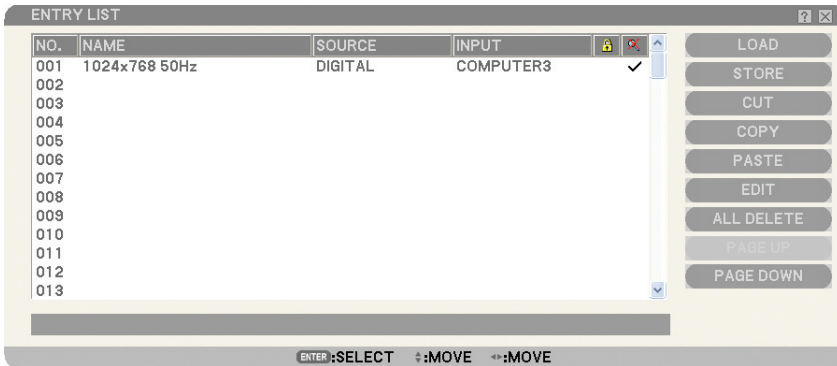 ENTRY LIST
NO. NAME SOURCE INPUT
001 1024x768 50Hz DIGITAL COMPUTER3
002
003
004
005
006
007
008
009
010
011
012
013
LOAD
STORE
CUT
COPY
PASTE
EDIT
ALL DELETE
PAGE UP
PAGE DOWN
ENTER :SELECT :MOVE :MOVE